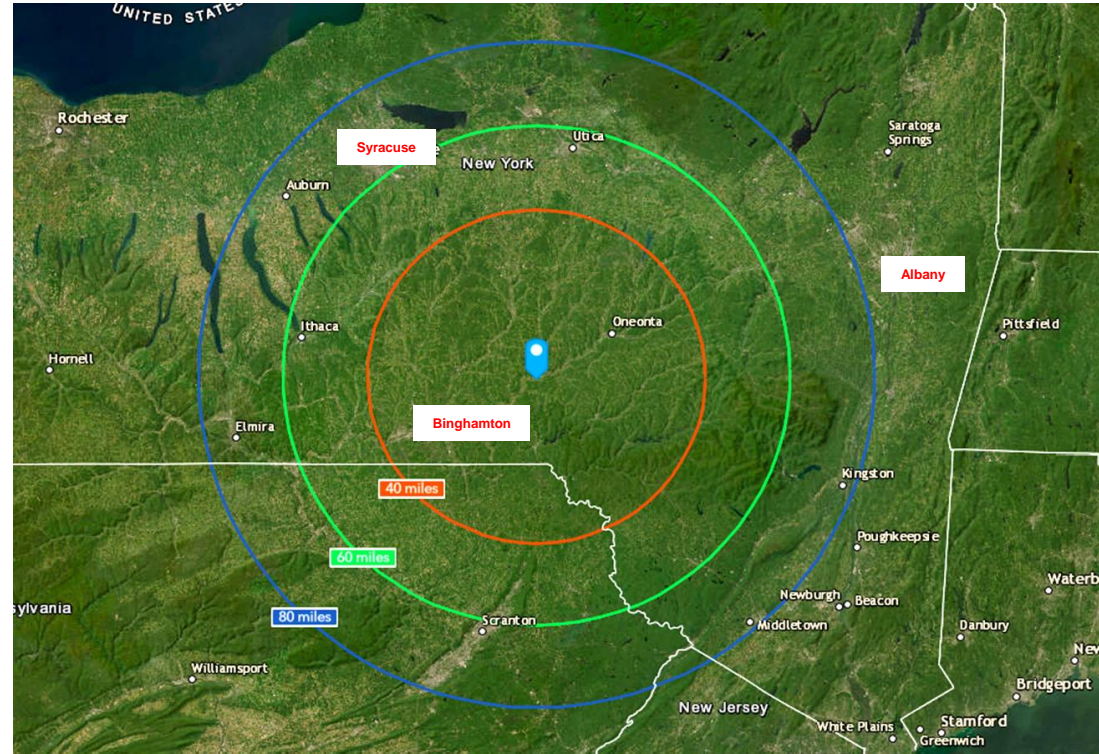 UNITED STATES
Rochester
Saratoga
Springs
Utica
Syracuse
e
New York
Auburn
Albany
Ithaca
Oneonta
Pittsfield
Hornell
Binghamton
Elmira
Kingston
40 miles
Poughkeepsie
60 miles
Waterb
Newburgh
Beacon
sylvania
80 miles
Scranton
Middletown
Danbury
New
Williamsport
Bridgeport
New Jersey
White Plains
Stamford
Greenwich